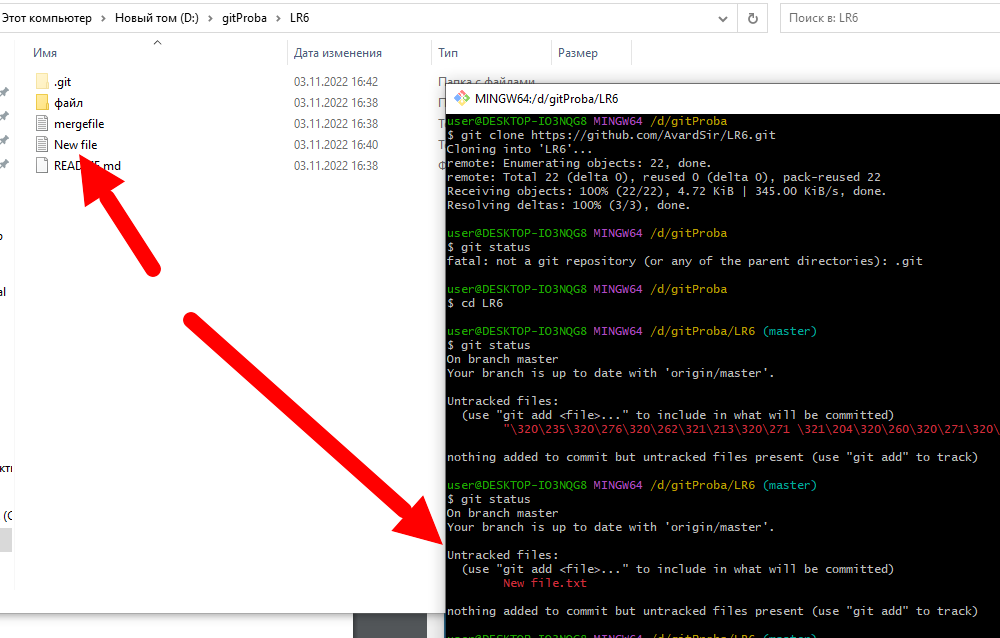 Этот компьютер > Новый том (D:) > gitProba > LR6
Поиск в: LR6
Имя Дата изменения Тип Размер
.git 03.11.2022 16:42 Папка с файлами
файл 03.11.2022 16:38
mergefile 03.11.2022 16:38
New file 03.11.2022 16:40
README.md 03.11.2022 16:38
MINGW64:/d/gitProba/LR6
user@DESKTOP-IO3NQG8 MINGW64 /d/gitProba
$ git clone https://github.com/AvardSir/LR6.git
Cloning into 'LR6'...
remote: Enumerating objects: 22, done.
remote: Total 22 (delta 0), reused 0 (delta 0), pack-reused 22
Receiving objects: 100% (22/22), 4.72 KiB | 345.00 KiB/s, done.
Resolving deltas: 100% (3/3), done.
user@DESKTOP-IO3NQG8 MINGW64 /d/gitProba
$ git status
fatal: not a git repository (or any of the parent directories): .git
user@DESKTOP-IO3NQG8 MINGW64 /d/gitProba
$ cd LR6
user@DESKTOP-IO3NQG8 MINGW64 /d/gitProba/LR6 (master)
$ git status
On branch master
Your branch is up to date with 'origin/master'.
Untracked files:
(use "git add <file>..." to include in what will be committed)
"\320\235\320\276\320\262\321\213\320\271 \321\204\320\260\320\271\320\
nothing added to commit but untracked files present (use "git add" to track)
user@DESKTOP-IO3NQG8 MINGW64 /d/gitProba/LR6 (master)
$ git status
On branch master
Your branch is up to date with 'origin/master'.
Untracked files:
(use "git add <file>..." to include in what will be committed)
New file.txt
nothing added to commit but untracked files present (use "git add" to track)
user@DESKTOP-IO3NQG8 MINGW64 /d/gitProba/LR6 (master)